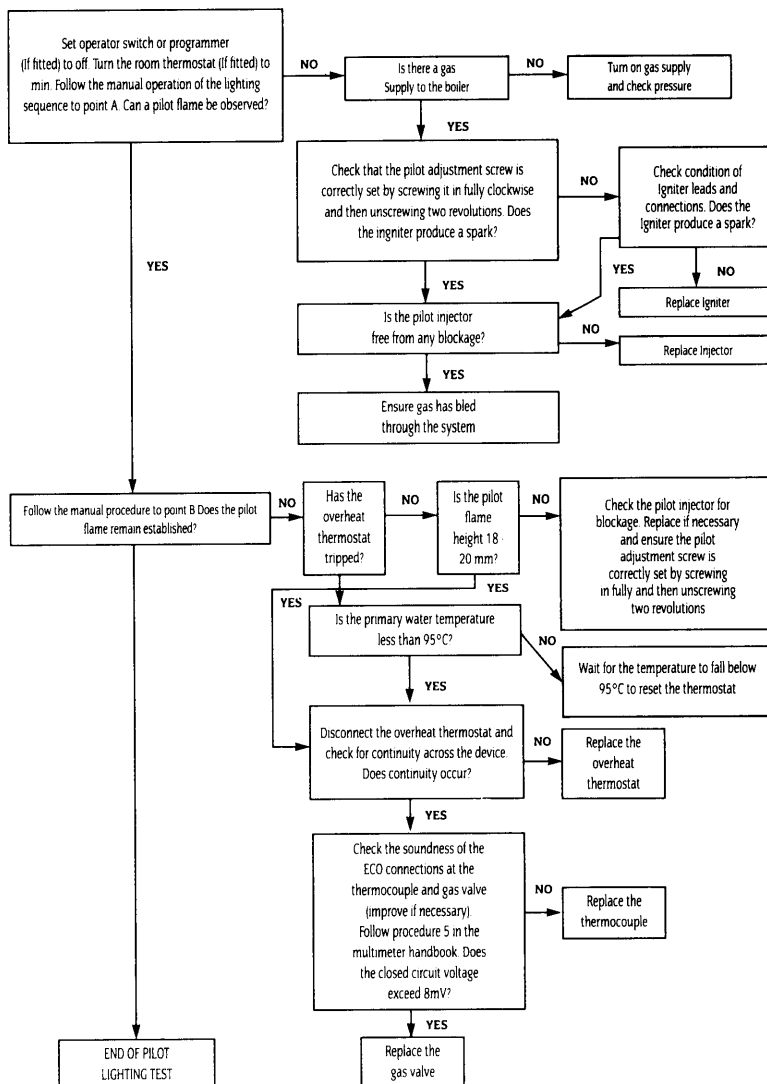 Set operator switch or programmer
(If fitted) to off. Turn the room thermostat (If fitted) to
min. Follow the manual operation of the lighting
sequence to point A. Can a pilot flame be observed?
NO
Is there a gas
Supply to the boiler
NO
Turn on gas supply
and check pressure
YES
Check that the pilot adjustment screw is
correctly set by screwing it in fully clockwise
and then unscrewing two revolutions. Does
the ingniter produce a spark?
NO
Check condition of
Igniter leads and
connections. Does the
Igniter produce a spark?
YES
YES
YES
NO
Replace Igniter
Is the pilot injector
free from any blockage?
NO
Replace Injector
YES
Ensure gas has bled
through the system
Follow the manual procedure to point B Does the pilot
flame remain established?
NO
Has the
overheat
thermostat
tripped?
NO
Is the pilot
flame
height 18 -
20 mm?
NO
Check the pilot injector for
blockage. Replace if necessary
and ensure the pilot
adjustment screw is
correctly set by screwing
in fully and then unscrewing
two revolutions
YES
YES
Is the primary water temperature
less than 95°C?
NO
Wait for the temperature to fall below
95°C to reset the thermostat
YES
Disconnect the overheat thermostat and
check for continuity across the device.
Does continuity occur?
NO
Replace the
overheat
thermostat
YES
Check the soundness of the
ECO connections at the
thermocouple and gas valve
(improve if necessary).
Follow procedure 5 in the
multimeter handbook. Does
the closed circuit voltage
exceed 8mV?
NO
Replace the
thermocouple
YES
END OF PILOT
LIGHTING TEST
Replace the
gas valve